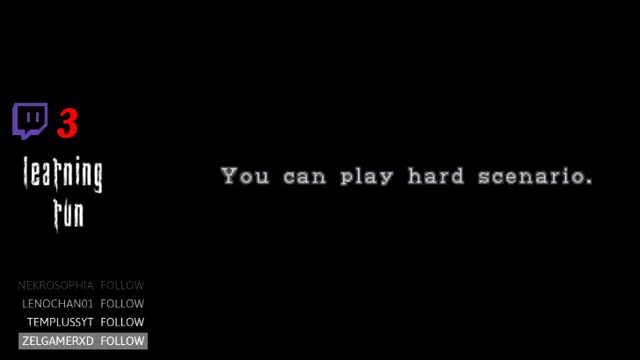 3
learning
run
You can play hard scenario.
NEKROSOPHIA FOLLOW
LENOCHAN01 FOLLOW
TEMPLUSSYT FOLLOW
ZELGAMERXD FOLLOW